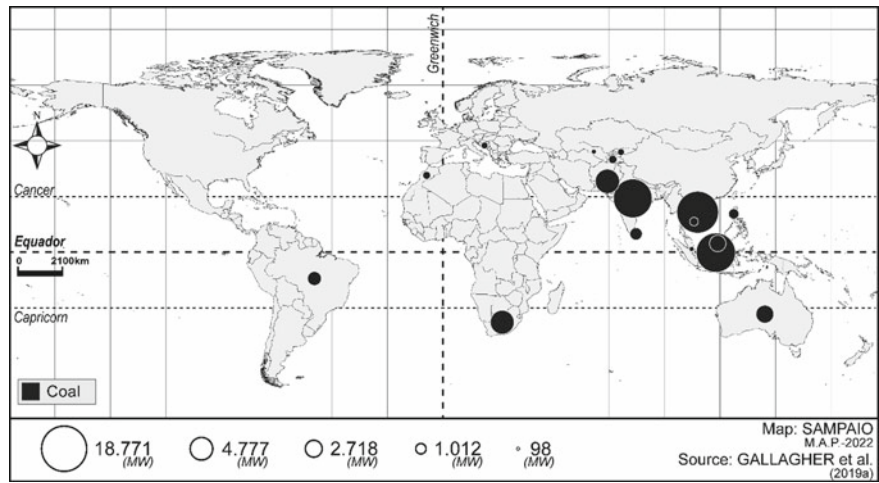 Greenwich
N
Cancer
Equador
0 2100km
Capricorn
Coal
18.771 (MW)
4.777 (MW)
2.718 (MW)
1.012 (MW)
98 (MW)
Map: SAMPAIO
M.A.P.-2022
Source: GALLAGHER et al.
(2019a)